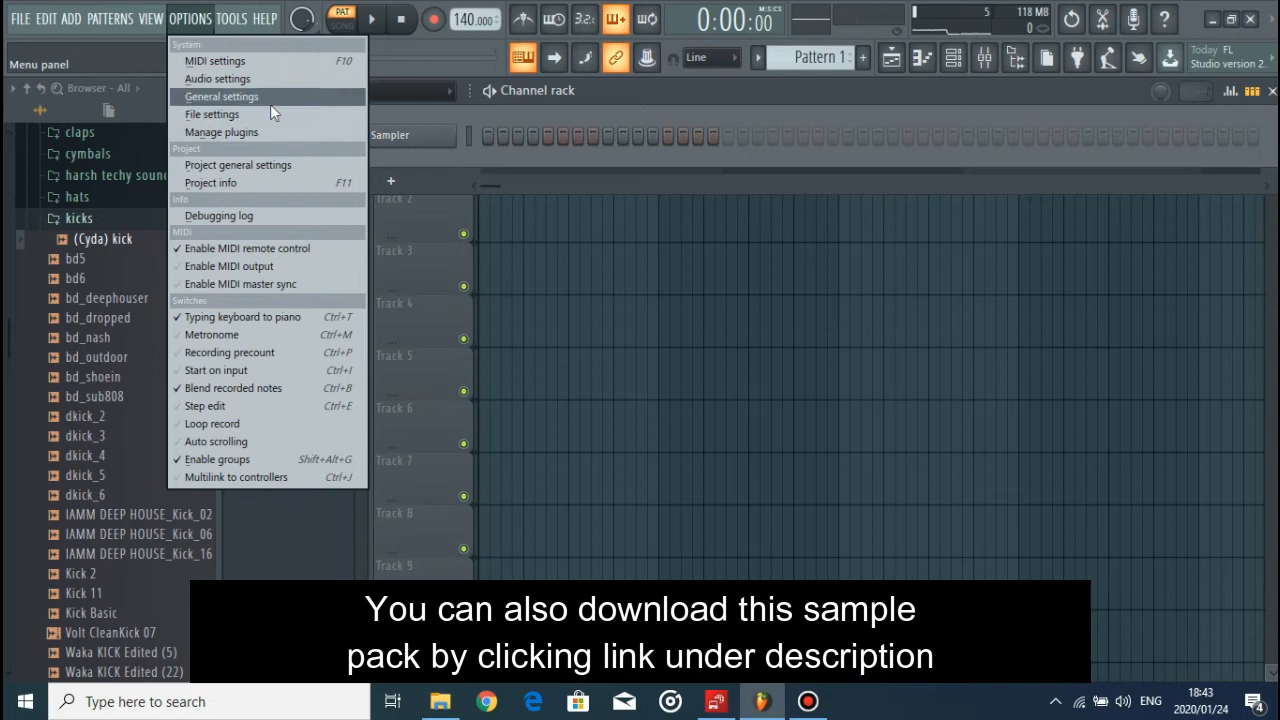 FILE EDIT ADD PATTERNS VIEW OPTIONS TOOLS HELP
PAT
SONG
140.000
3.2.
0:00:00
M:S:CS
5
118 MB
0
Menu panel
Line
Pattern 1
Today FL
Studio version 2..
Browser - All
Channel rack
Sampler
claps
cymbals
harsh techy soun
hats
kicks
(Cyda) kick
bd5
bd6
bd_deephouser
bd_dropped
bd_nash
bd_outdoor
bd_shoein
bd_sub808
dkick_2
dkick_3
dkick_4
dkick_5
dkick_6
IAMM DEEP HOUSE_Kick_02
IAMM DEEP HOUSE_Kick_06
IAMM DEEP HOUSE_Kick_16
Kick 2
Kick 11
Kick Basic
Volt CleanKick 07
Waka KICK Edited (5)
Waka KICK Edited (22)
System
MIDI settings F10
Audio settings
General settings
File settings
Manage plugins
Project
Project general settings
Project info F11
Info
Debugging log
MIDI
Enable MIDI remote control
Enable MIDI output
Enable MIDI master sync
Switches
Typing keyboard to piano Ctrl+T
Metronome Ctrl+M
Recording precount Ctrl+P
Start on input Ctrl+I
Blend recorded notes Ctrl+B
Step edit Ctrl+E
Loop record
Auto scrolling
Enable groups Shift+Alt+G
Multilink to controllers Ctrl+J
Track 2
Track 3
Track 4
Track 5
Track 6
Track 7
Track 8
Track 9
You can also download this sample
pack by clicking link under description
Type here to search
ENG
18:43
2020/01/24
4